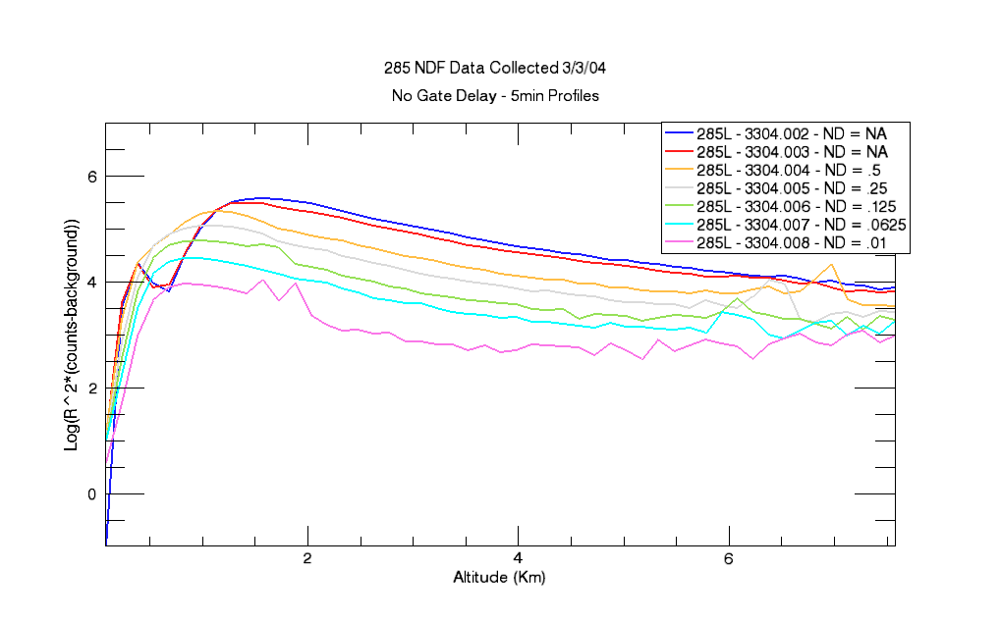 285 NDF Data Collected 3/3/04
No Gate Delay - 5min Profiles
285L - 3304.002 - ND = NA
285L - 3304.003 - ND = NA
285L - 3304.004 - ND = .5
285L - 3304.005 - ND = .25
285L - 3304.006 - ND = .125
285L - 3304.007 - ND = .0625
285L - 3304.008 - ND = .01
Log(R^2*(counts-background))
6
4
2
0
2 4 6
Altitude (Km)